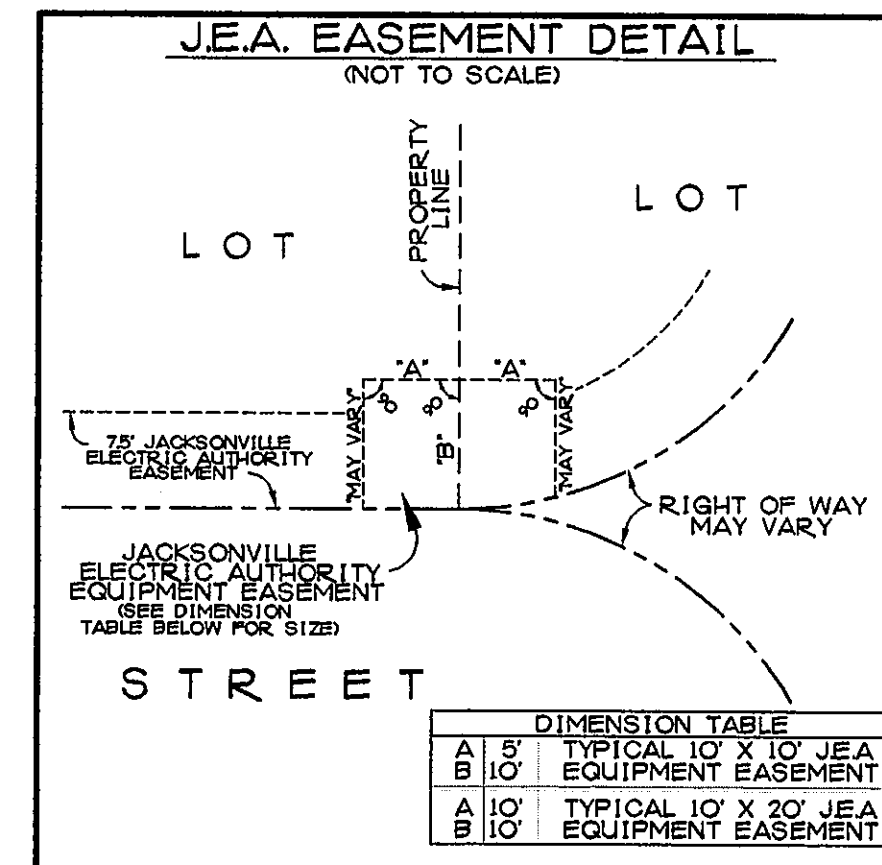 J.E.A. EASEMENT DETAIL
(NOT TO SCALE)
PROPERTY
LINE
LOT
LOT
"A"
"A"
90
90
90
"MAY VARY"
"B"
"MAY VARY"
7.5' JACKSONVILLE
ELECTRIC AUTHORITY
EASEMENT
RIGHT OF WAY
MAY VARY
JACKSONVILLE
ELECTRIC AUTHORITY
EQUIPMENT EASEMENT
(SEE DIMENSION
TABLE BELOW FOR SIZE)
STREET
DIMENSION TABLE
A 5' TYPICAL 10' X 10' J.E.A
B 10' EQUIPMENT EASEMENT
A 10' TYPICAL 10' X 20' J.E.A
B 10' EQUIPMENT EASEMENT